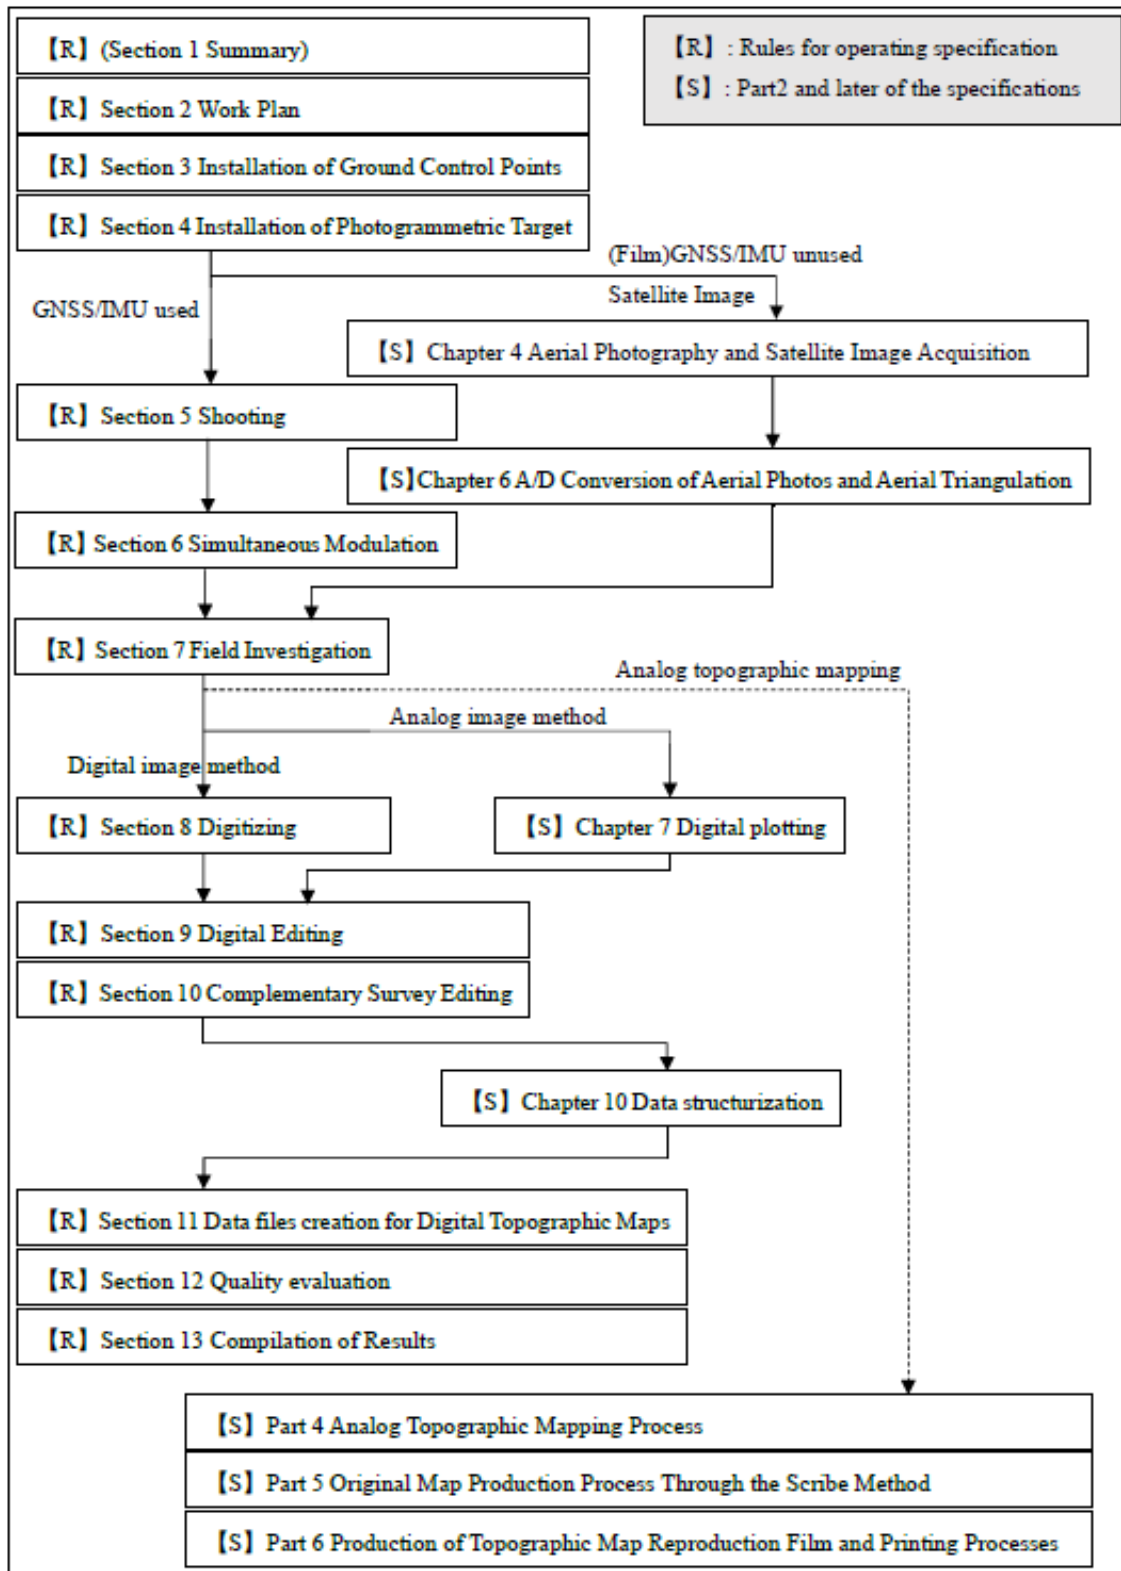 【R】 (Section 1 Summary)
【R】 : Rules for operating specification
【S】 : Part2 and later of the specifications
【R】 Section 2 Work Plan
【R】 Section 3 Installation of Ground Control Points
【R】 Section 4 Installation of Photogrammetric Target
(Film)GNSS/IMU unused
Satellite Image
GNSS/IMU used
【S】 Chapter 4 Aerial Photography and Satellite Image Acquisition
【R】 Section 5 Shooting
【S】Chapter 6 A/D Conversion of Aerial Photos and Aerial Triangulation
【R】 Section 6 Simultaneous Modulation
【R】 Section 7 Field Investigation
Analog topographic mapping
Analog image method
Digital image method
【R】 Section 8 Digitizing
【S】 Chapter 7 Digital plotting
【R】 Section 9 Digital Editing
【R】 Section 10 Complementary Survey Editing
【S】 Chapter 10 Data structurization
【R】 Section 11 Data files creation for Digital Topographic Maps
【R】 Section 12 Quality evaluation
【R】 Section 13 Compilation of Results
【S】 Part 4 Analog Topographic Mapping Process
【S】 Part 5 Original Map Production Process Through the Scribe Method
【S】 Part 6 Production of Topographic Map Reproduction Film and Printing Processes